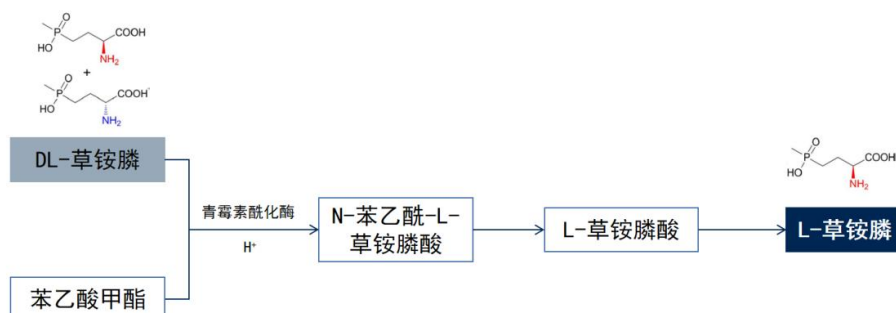 O
P
COOH
HO
NH₂
+
O
P
COOH
HO
NH₂
DL-草铵膦
苯乙酸甲酯
青霉素酰化酶
H⁺
N-苯乙酰-L-
草铵膦酸
L-草铵膦酸
O
P
COOH
HO
NH₂
L-草铵膦